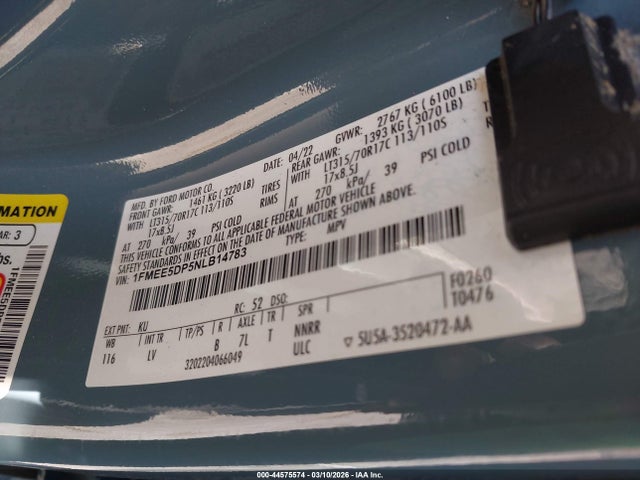 MFD. BY FORD MOTOR CO.
DATE: 04/22 GVWR: 2767 KG (6100 LB)
FRONT GAWR: 1461 KG (3220 LB) REAR GAWR: 1393 KG (3070 LB)
WITH LT315/70R17C 113/110S TIRES WITH LT315/70R17C 113/110S
17x8.5J RIMS 17x8.5J
AT 270 kPa/ 39 PSI COLD AT 270 kPa/ 39 PSI COLD
THIS VEHICLE CONFORMS TO ALL APPLICABLE FEDERAL MOTOR VEHICLE
SAFETY STANDARDS IN EFFECT ON THE DATE OF MANUFACTURE SHOWN ABOVE.
VIN: 1FMEE5DP5NLB14783 TYPE: MPV
F0260
T0476
EXT PNT: KU RC: 52 DSO:
WB INT TR TP/PS R AXLE TR SPR
116 LV B 7L T NNRR
3202204066049 ULC
5U5A-3520472-AA
MATION
AR: 3
bs.
000-44575574 - 03/10/2026 - IAA Inc.